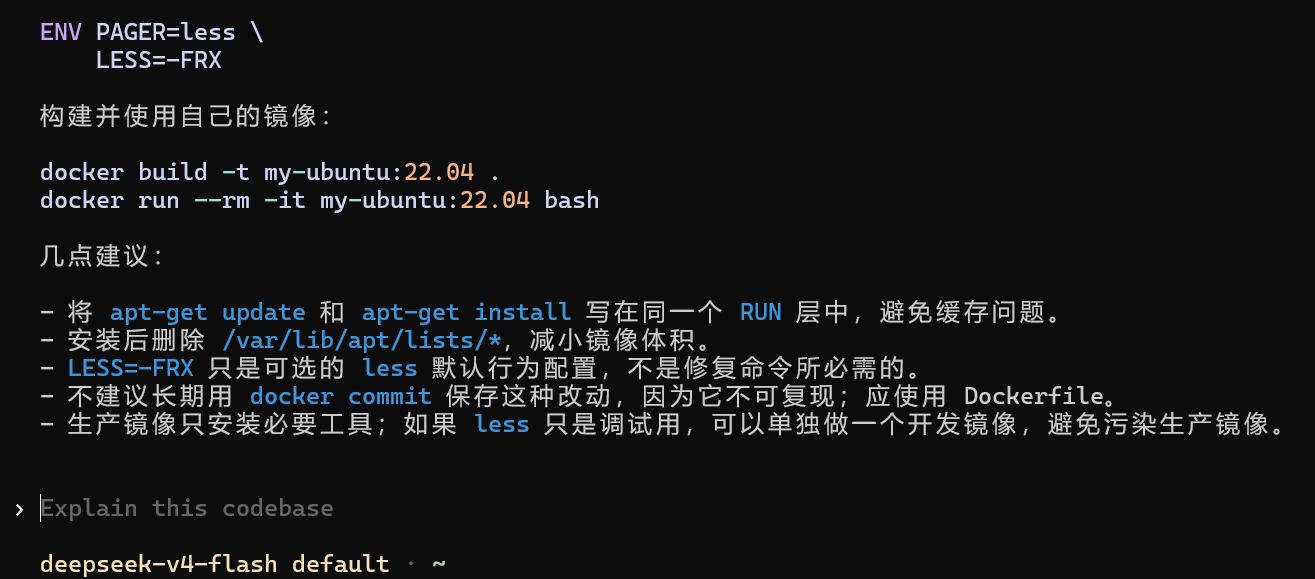 ENV PAGER=less \
    LESS=-FRX
构建并使用自己的镜像：
docker build -t my-ubuntu:22.04 .
docker run --rm -it my-ubuntu:22.04 bash
几点建议：
- 将 apt-get update 和 apt-get install 写在同一个 RUN 层中，避免缓存问题。
- 安装后删除 /var/lib/apt/lists/*，减小镜像体积。
- LESS=-FRX 只是可选的 less 默认行为配置，不是修复命令所必需的。
- 不建议长期用 docker commit 保存这种改动，因为它不可复现；应使用 Dockerfile。
- 生产镜像只安装必要工具；如果 less 只是调试用，可以单独做一个开发镜像，避免污染生产镜像。
› Explain this codebase
deepseek-v4-flash default · ~